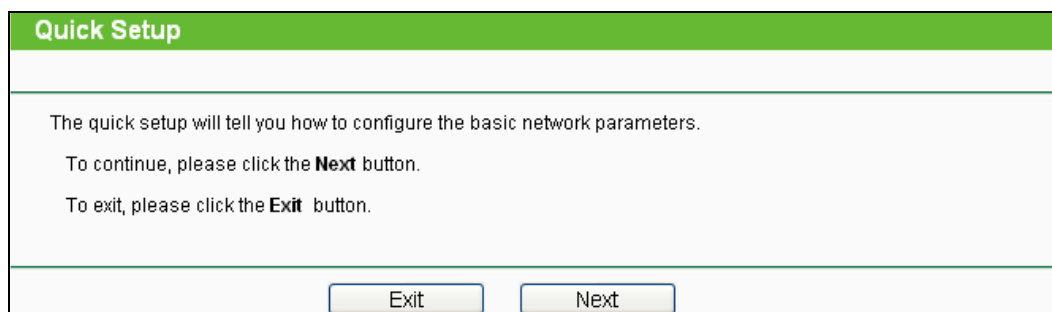 Quick Setup
The quick setup will tell you how to configure the basic network parameters.
To continue, please click the Next button.
To exit, please click the Exit button.
Exit Next